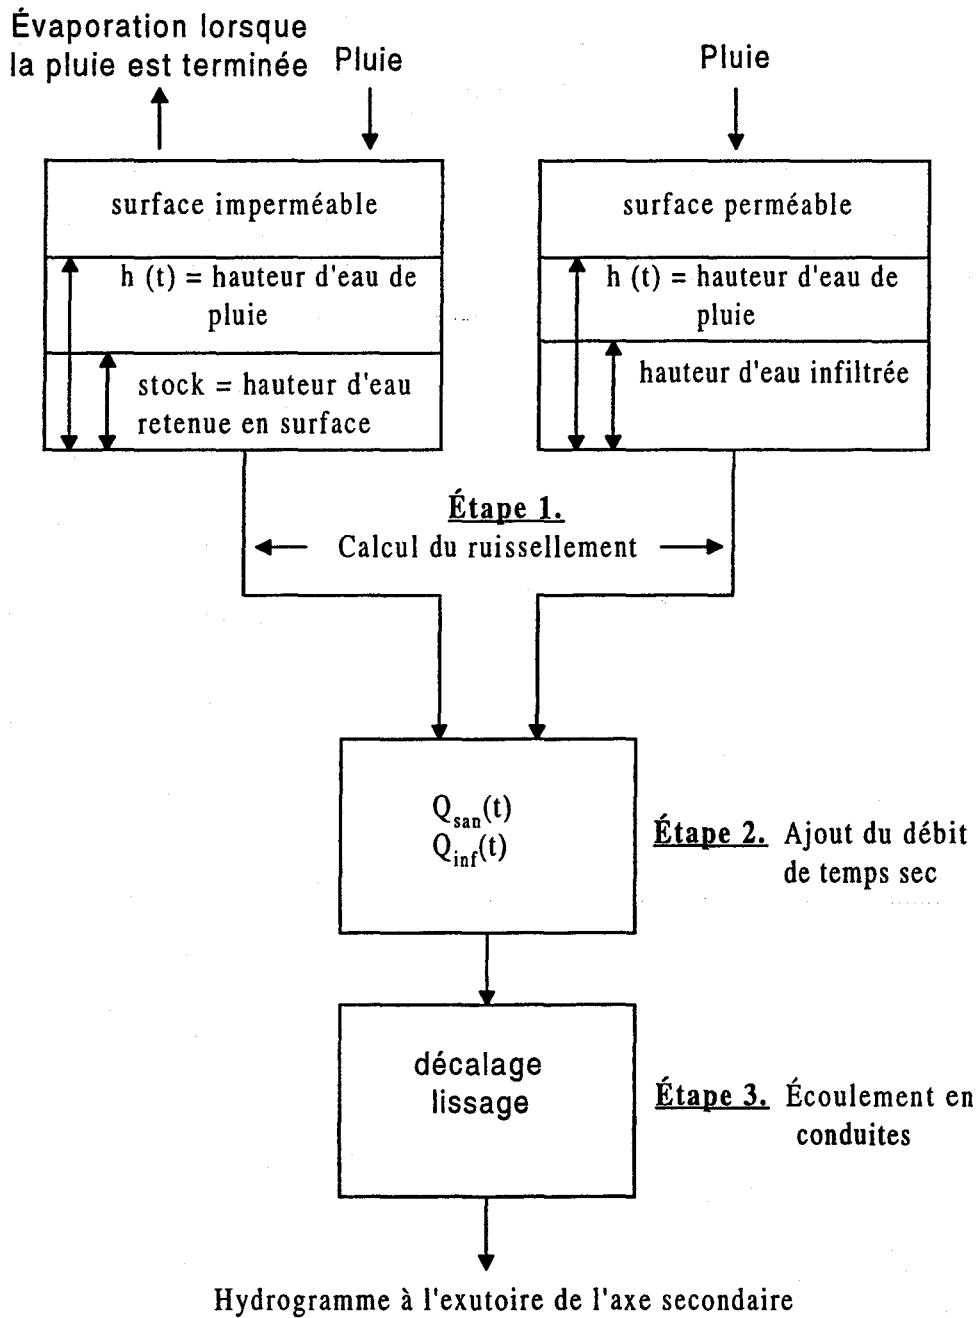 Évaporation lorsque
la pluie est terminée
Pluie
Pluie
surface imperméable
h (t) = hauteur d'eau de
pluie
stock = hauteur d'eau
retenue en surface
surface perméable
h (t) = hauteur d'eau de
pluie
hauteur d'eau infiltrée
Étape 1.
Calcul du ruissellement
Qsan(t)
Qinf(t)
Étape 2. Ajout du débit
de temps sec
décalage
lissage
Étape 3. Écoulement en
conduites
Hydrogramme à l'exutoire de l'axe secondaire